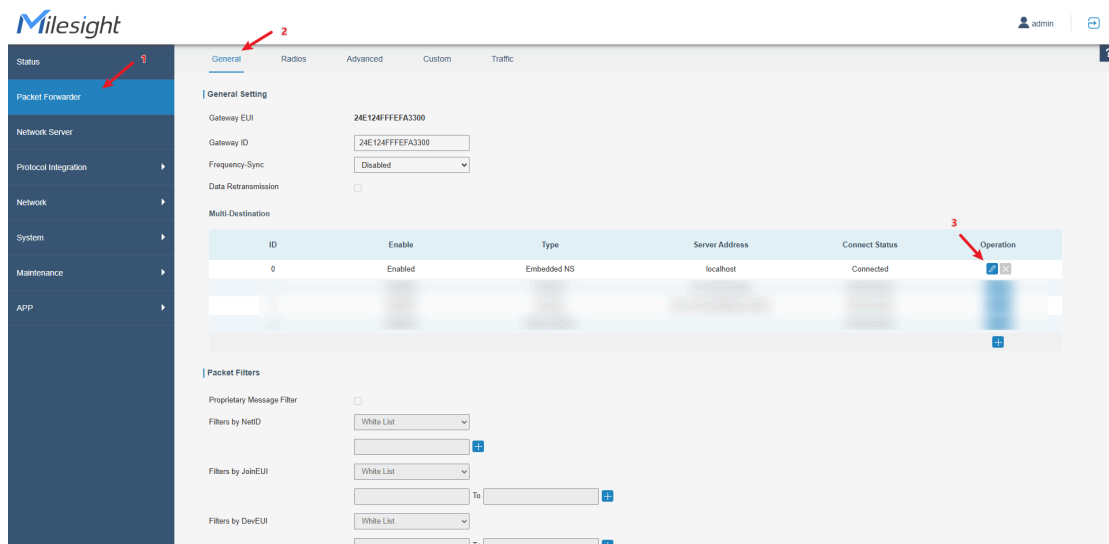 Milesight
admin
1
2
?
Status
General Radios Advanced Custom Traffic
Packet Forwarder
General Setting
Gateway EUI 24E124FFFEFA3300
Network Server
Gateway ID 24E124FFFEFA3300
Frequency-Sync Disabled
Protocol Integration
Data Retransmission
Network
Multi-Destination
3
System
ID Enable Type Server Address Connect Status Operation
Maintenance
0 Enabled Embedded NS localhost Connected
APP
Packet Filters
Proprietary Message Filter
Filters by NetID White List
Filters by JoinEUI White List
To
Filters by DevEUI White List
To